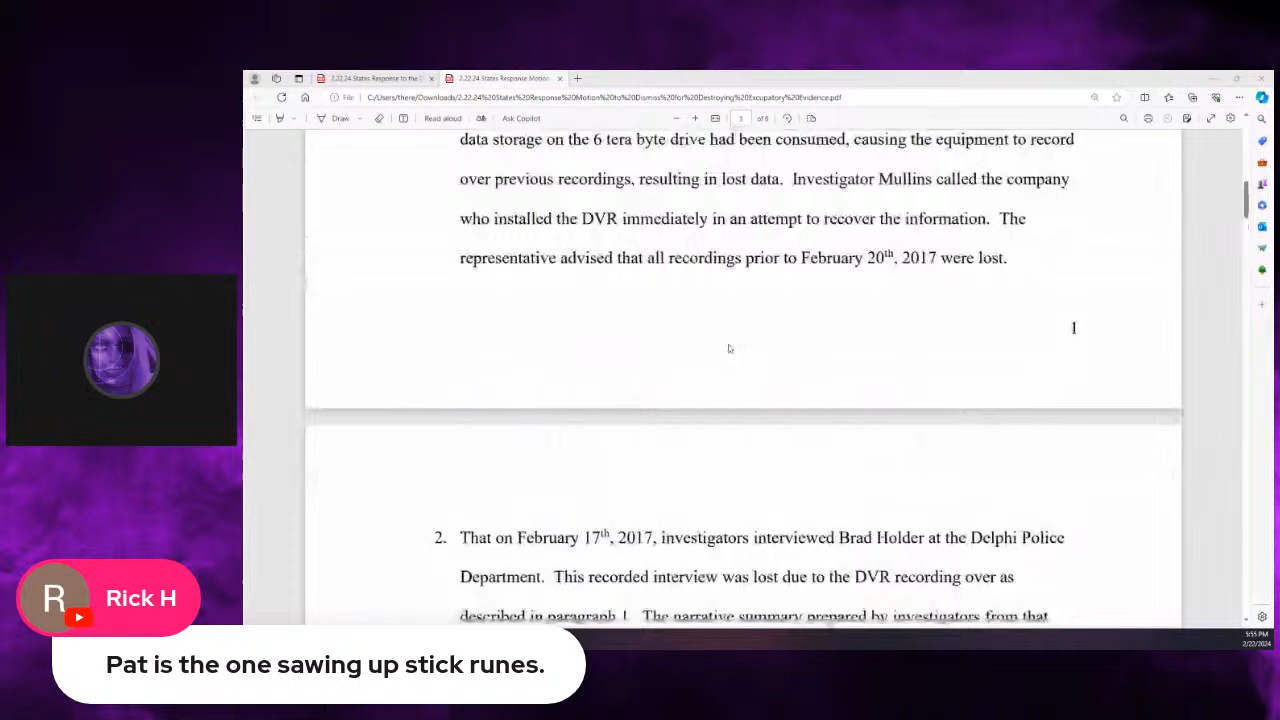 2.22.24 States Response to the D
2.22.24 States Response Motion
File
C:/Users/there/Downloads/2.22.24%20States%20Response%20Motion%20to%20Dismiss%20for%20Destroying%20Excupatory%20Evidence.pdf
Draw
Read aloud
Ask Copilot
of 6
data storage on the 6 tera byte drive had been consumed, causing the equipment to record
over previous recordings, resulting in lost data. Investigator Mullins called the company
who installed the DVR immediately in an attempt to recover the information. The
representative advised that all recordings prior to February 20th, 2017 were lost.
1
2. That on February 17th, 2017, investigators interviewed Brad Holder at the Delphi Police
Department. This recorded interview was lost due to the DVR recording over as
described in paragraph 1. The narrative summary prepared by investigators from that
5:55 PM
2/22/2024
R
Rick H
Pat is the one sawing up stick runes.